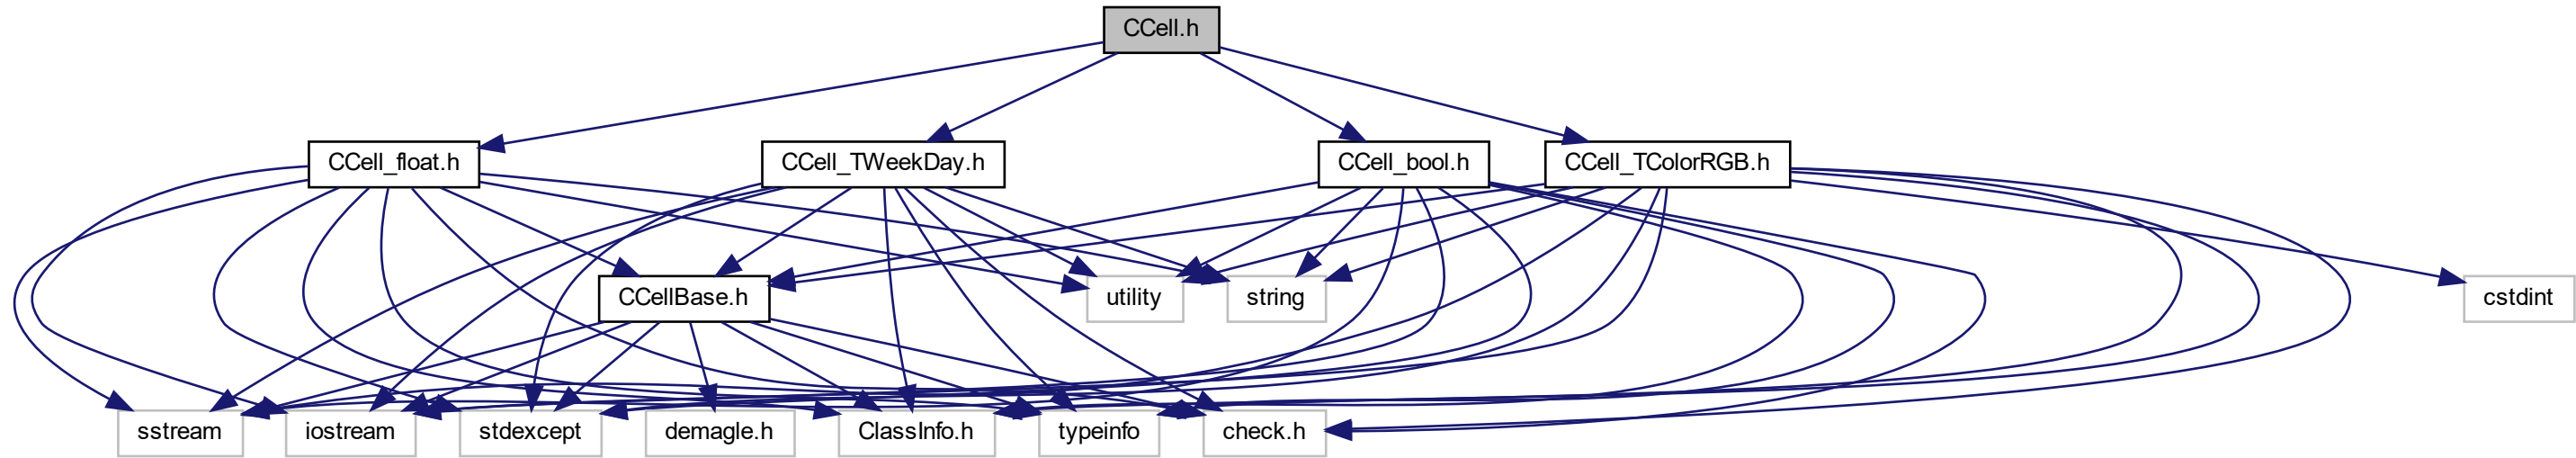 CCell.h
CCell_float.h
CCell_TWeekDay.h
CCell_bool.h
CCell_TColorRGB.h
CCellBase.h
utility
string
cstdint
sstream
iostream
stdexcept
demagle.h
ClassInfo.h
typeinfo
check.h